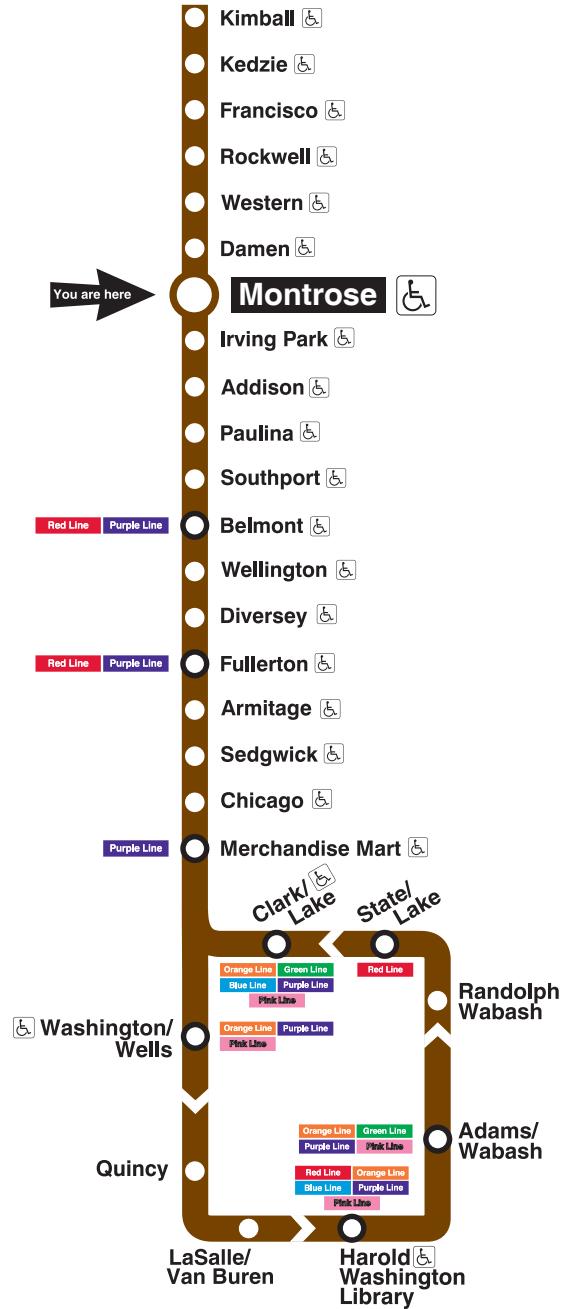 Kimball
Kedzie
Francisco
Rockwell
Western
Damen
You are here
Montrose
Irving Park
Addison
Paulina
Southport
Red Line Purple Line Belmont
Wellington
Diversey
Red Line Purple Line Fullerton
Armitage
Sedgwick
Chicago
Purple Line Merchandise Mart
Clark/
Lake
State/
Lake
Orange Line Green Line
Blue Line Purple Line
Pink Line
Red Line
Randolph
Wabash
Washington/
Wells
Orange Line Purple Line
Pink Line
Orange Line Green Line
Purple Line Pink Line
Adams/
Wabash
Quincy
Red Line Orange Line
Blue Line Purple Line
Pink Line
LaSalle/
Van Buren
Harold
Washington
Library